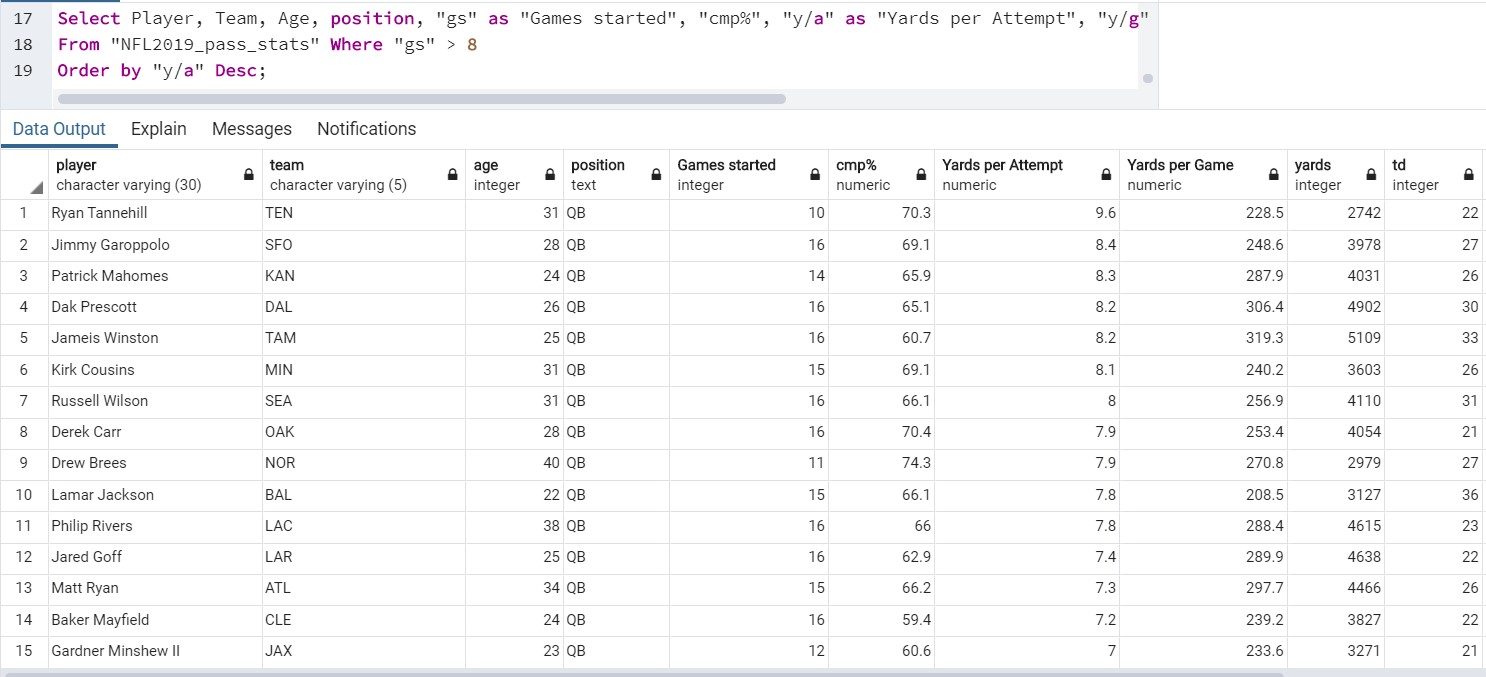 17 Select Player, Team, Age, position, "gs" as "Games started", "cmp%", "y/a" as "Yards per Attempt", "y/g"
18 From "NFL2019_pass_stats" Where "gs" > 8
19 Order by "y/a" Desc;
Data Output Explain Messages Notifications
player team age position Games started cmp% Yards per Attempt Yards per Game yards td
character varying (30) character varying (5) integer text integer numeric numeric numeric integer integer
1 Ryan Tannehill TEN 31 QB 10 70.3 9.6 228.5 2742 22
2 Jimmy Garoppolo SFO 28 QB 16 69.1 8.4 248.6 3978 27
3 Patrick Mahomes KAN 24 QB 14 65.9 8.3 287.9 4031 26
4 Dak Prescott DAL 26 QB 16 65.1 8.2 306.4 4902 30
5 Jameis Winston TAM 25 QB 16 60.7 8.2 319.3 5109 33
6 Kirk Cousins MIN 31 QB 15 69.1 8.1 240.2 3603 26
7 Russell Wilson SEA 31 QB 16 66.1 8 256.9 4110 31
8 Derek Carr OAK 28 QB 16 70.4 7.9 253.4 4054 21
9 Drew Brees NOR 40 QB 11 74.3 7.9 270.8 2979 27
10 Lamar Jackson BAL 22 QB 15 66.1 7.8 208.5 3127 36
11 Philip Rivers LAC 38 QB 16 66 7.8 288.4 4615 23
12 Jared Goff LAR 25 QB 16 62.9 7.4 289.9 4638 22
13 Matt Ryan ATL 34 QB 15 66.2 7.3 297.7 4466 26
14 Baker Mayfield CLE 24 QB 16 59.4 7.2 239.2 3827 22
15 Gardner Minshew II JAX 23 QB 12 60.6 7 233.6 3271 21